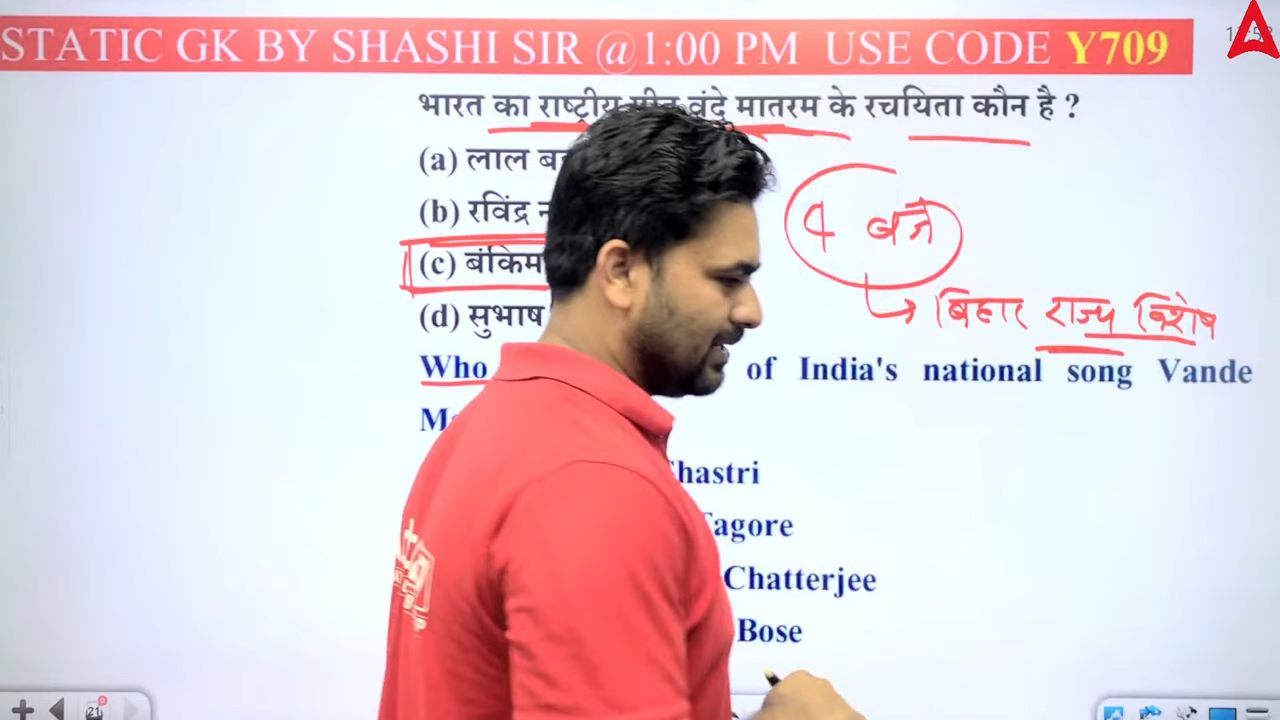 STATIC GK BY SHASHI SIR @1:00 PM USE CODE Y709
भारत का राष्ट्रीय वंदे मातरम के रचयिता कौन है ?
(a) लाल
(b) रविंद्र
(c) बंकिम
(d) सुभाष
4 बजे
बिहार राज्य विशेष
Who of India's national song Vande
Tagore
Chatterjee
Bose
21